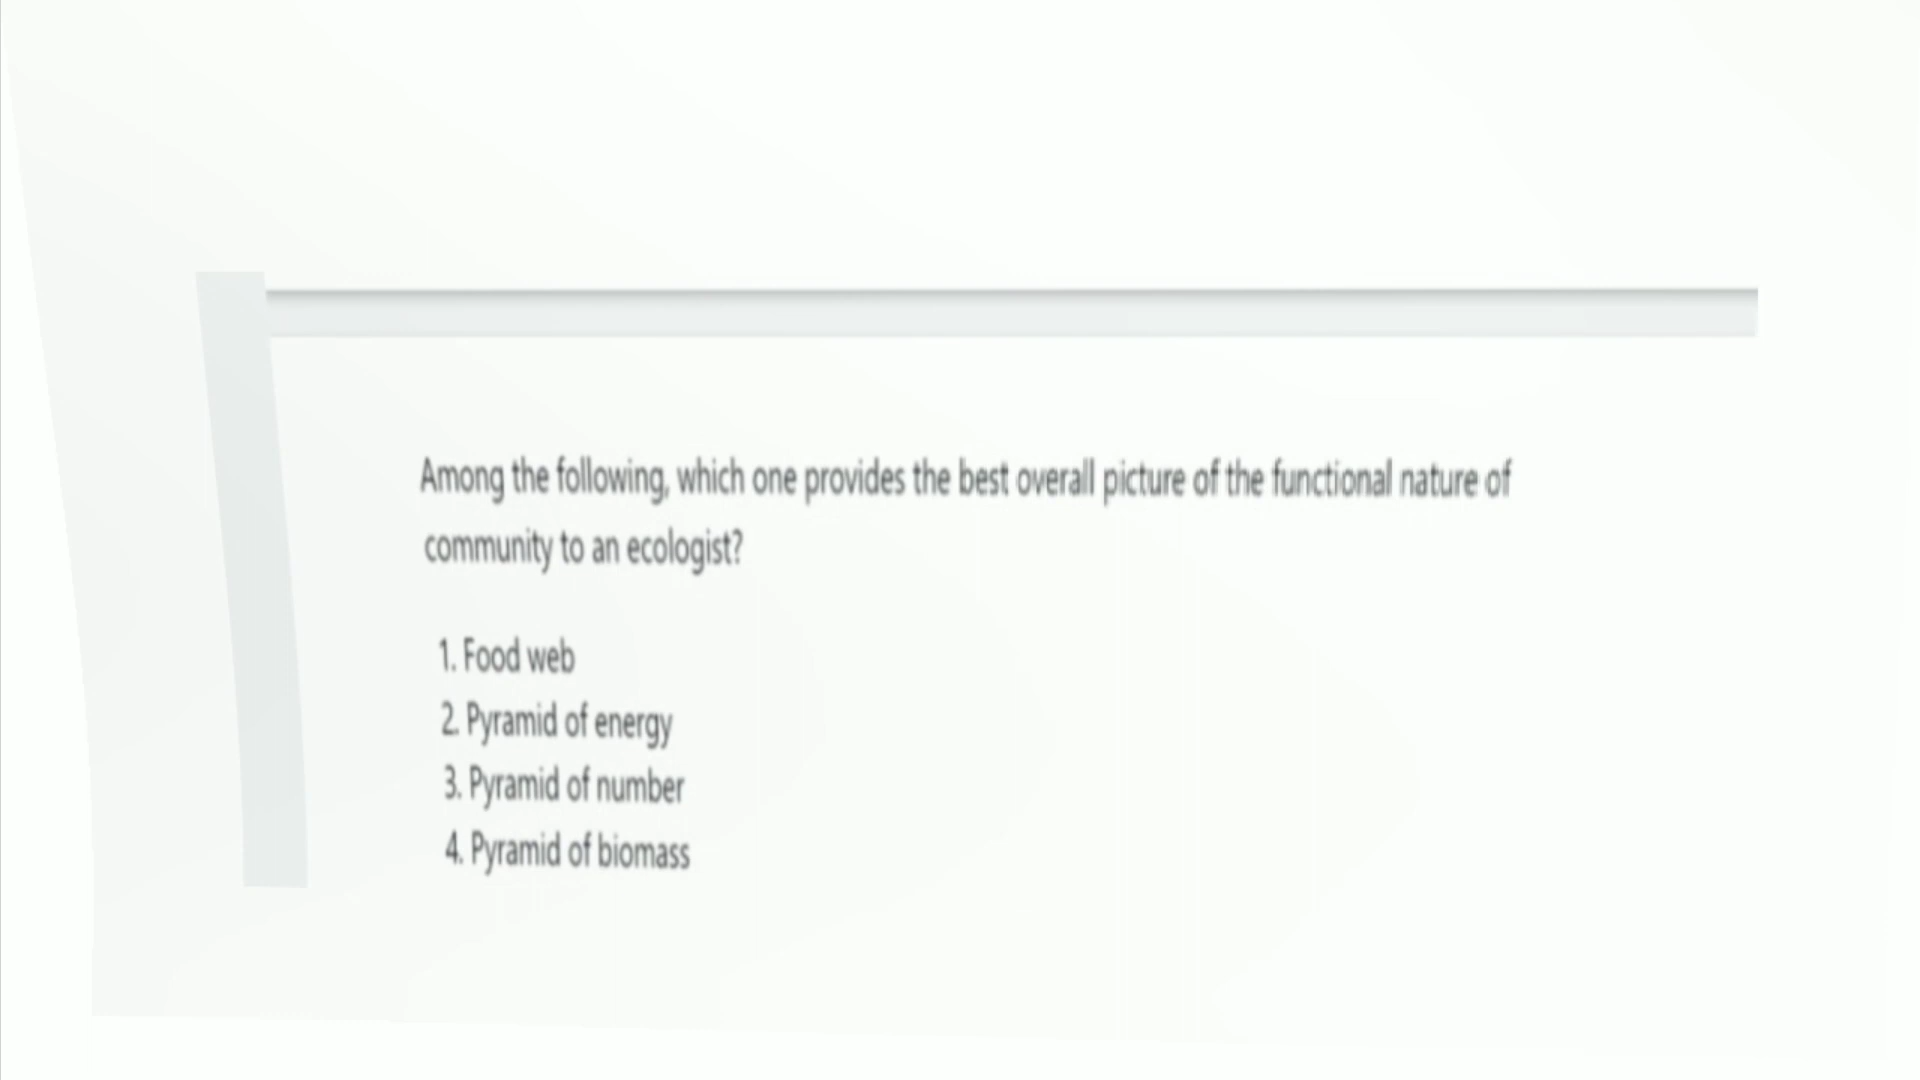 Among the following, which one provides the best overall picture of the functional nature of
community to an ecologist?
1. Food web
2. Pyramid of energy
3. Pyramid of number
4. Pyramid of biomass